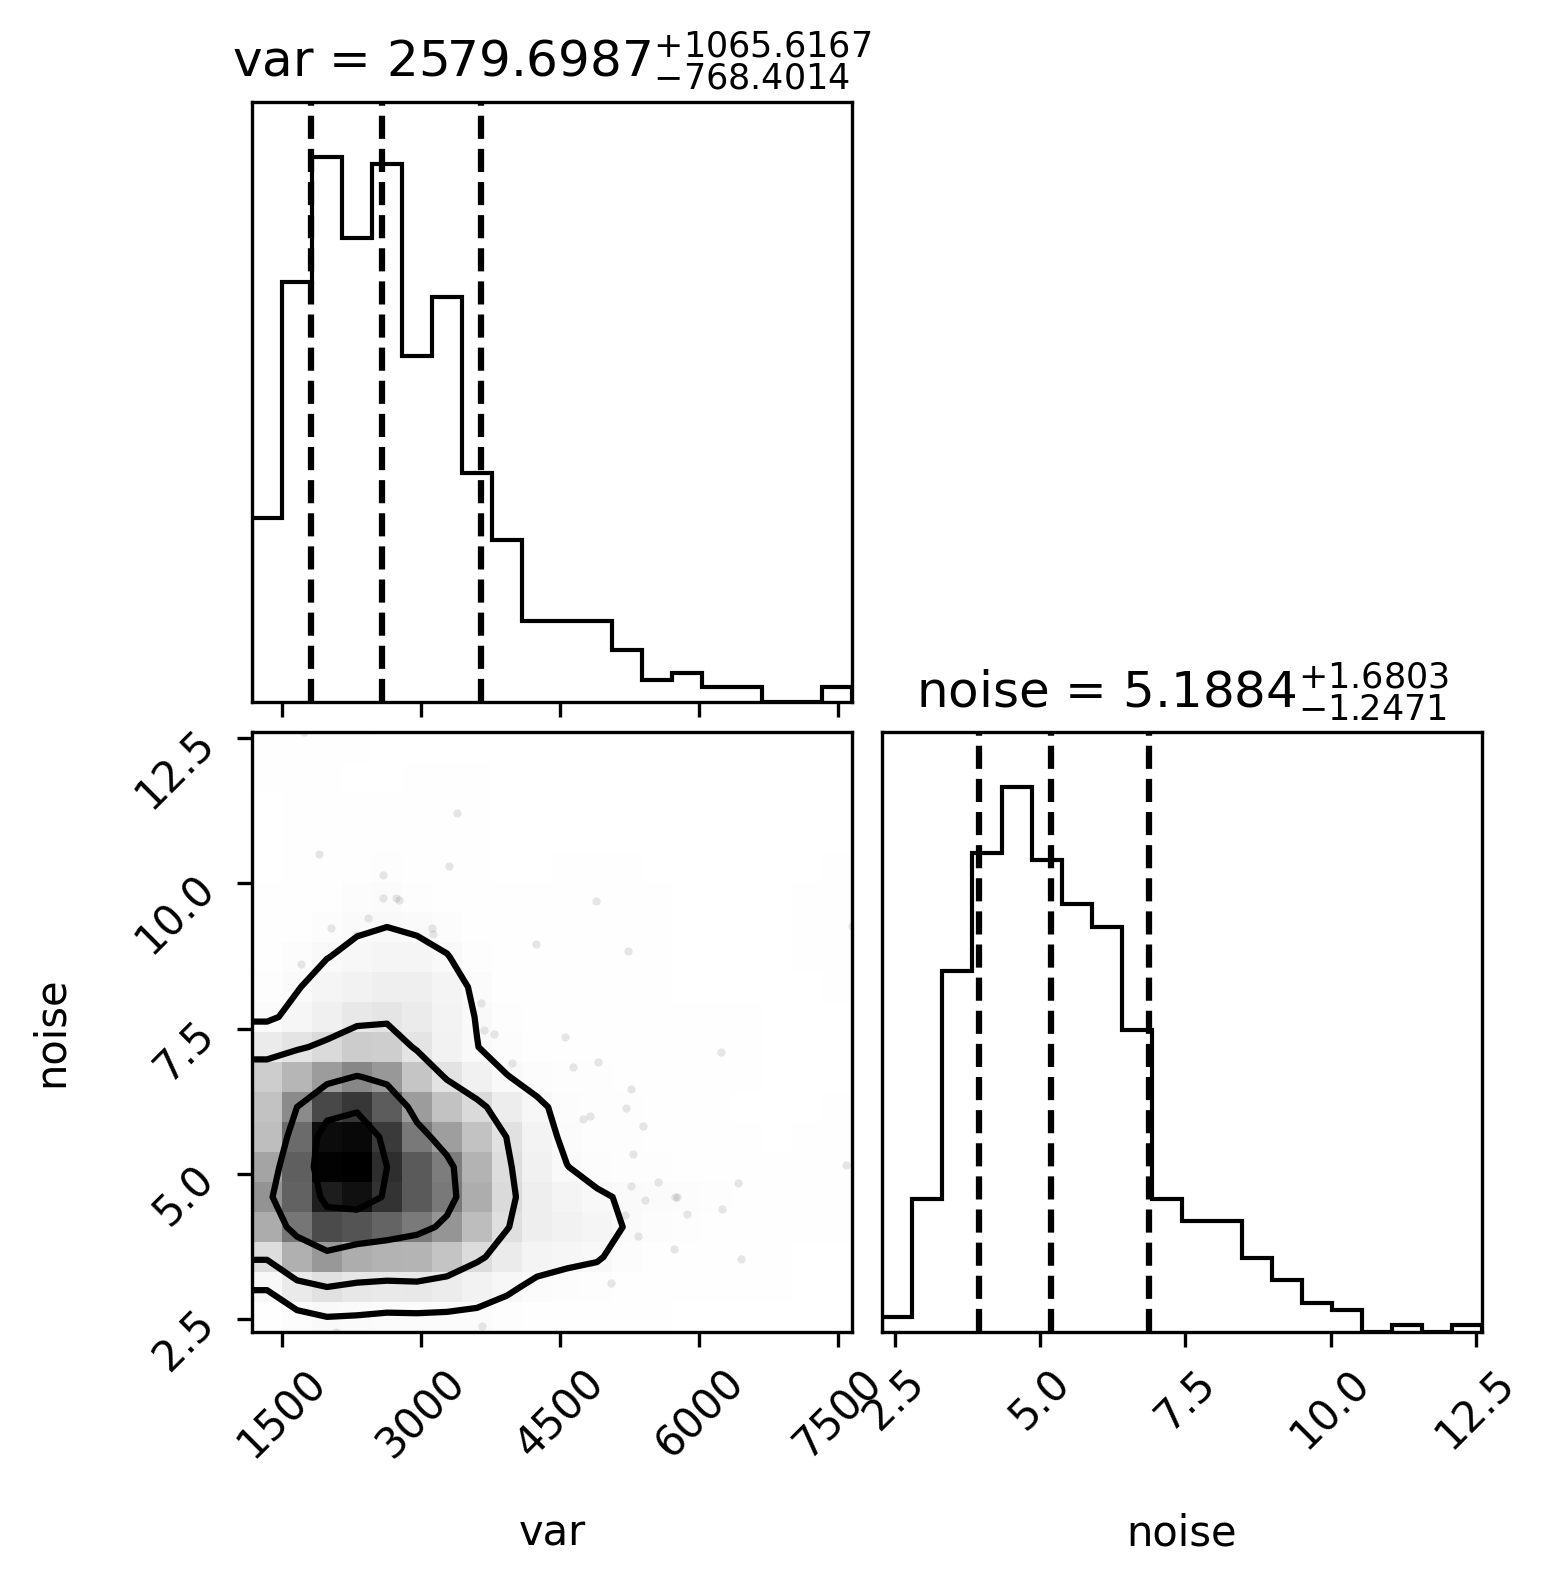 var = 2579.6987 +1065.6167 −768.4014
noise = 5.1884 +1.6803 −1.2471
12.5
10.0
7.5
5.0
2.5
noise
1500 3000 4500 6000 7500
2.5 5.0 7.5 10.0 12.5
var
noise